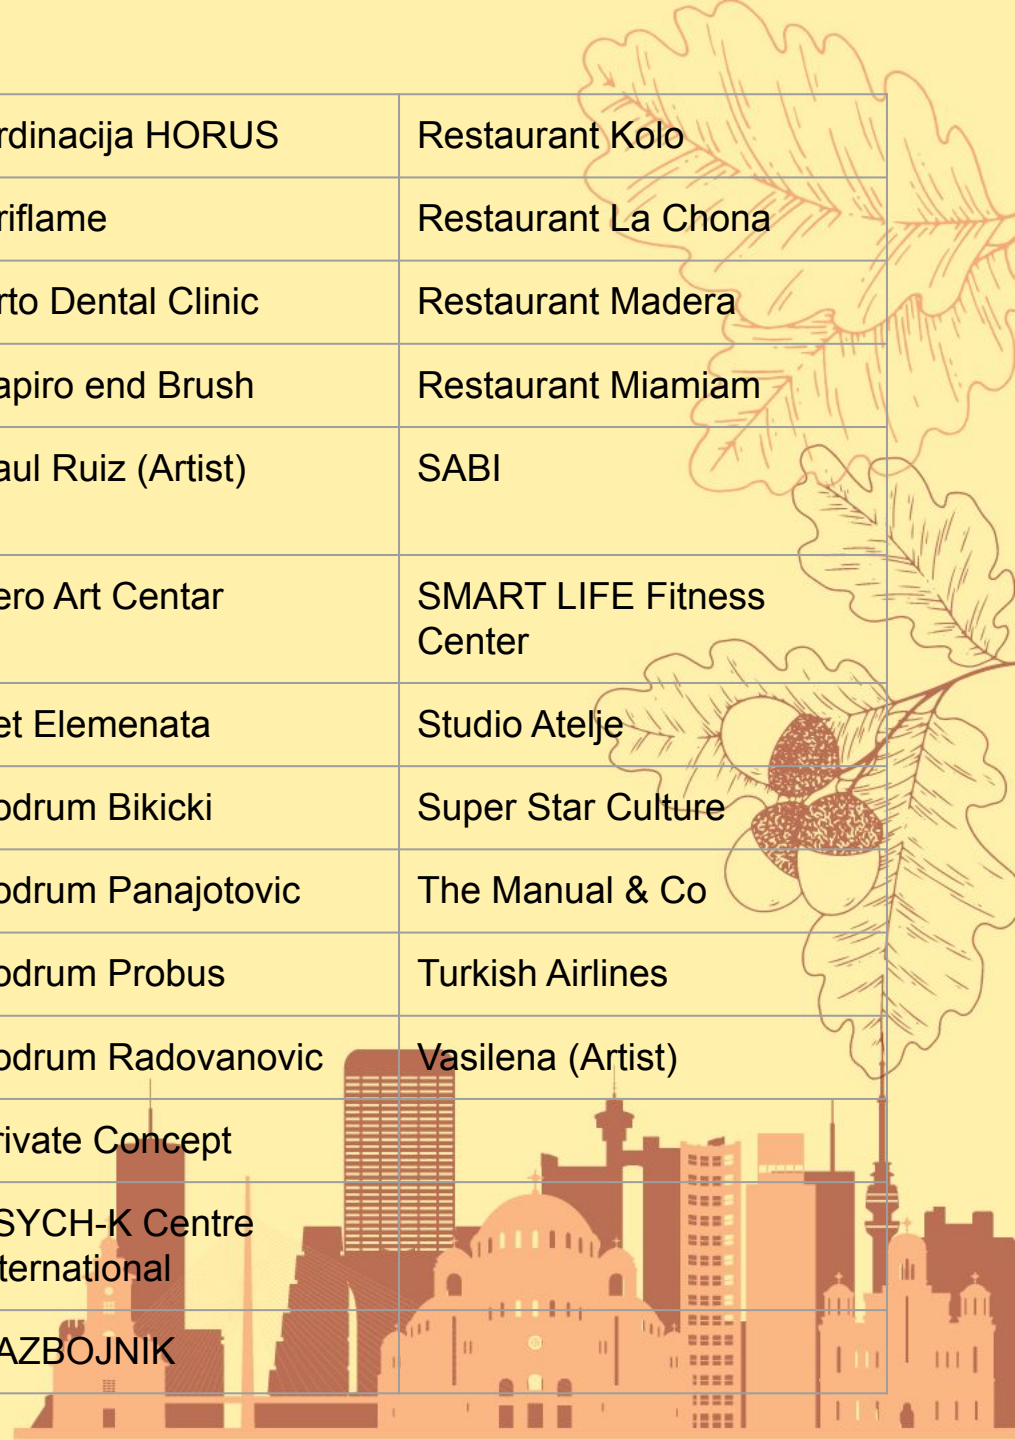 rdinacija HORUS
Restaurant Kolo
riflame
Restaurant La Chona
rto Dental Clinic
Restaurant Madera
apiro end Brush
Restaurant Miamiam
aul Ruiz (Artist)
SABI
ero Art Centar
SMART LIFE Fitness
Center
et Elemenata
Studio Atelje
odrum Bikicki
Super Star Culture
odrum Panajotovic
The Manual & Co
odrum Probus
Turkish Airlines
odrum Radovanovic
Vasilena (Artist)
rivate Concept
SYCH-K Centre
ternational
AZBOJNIK